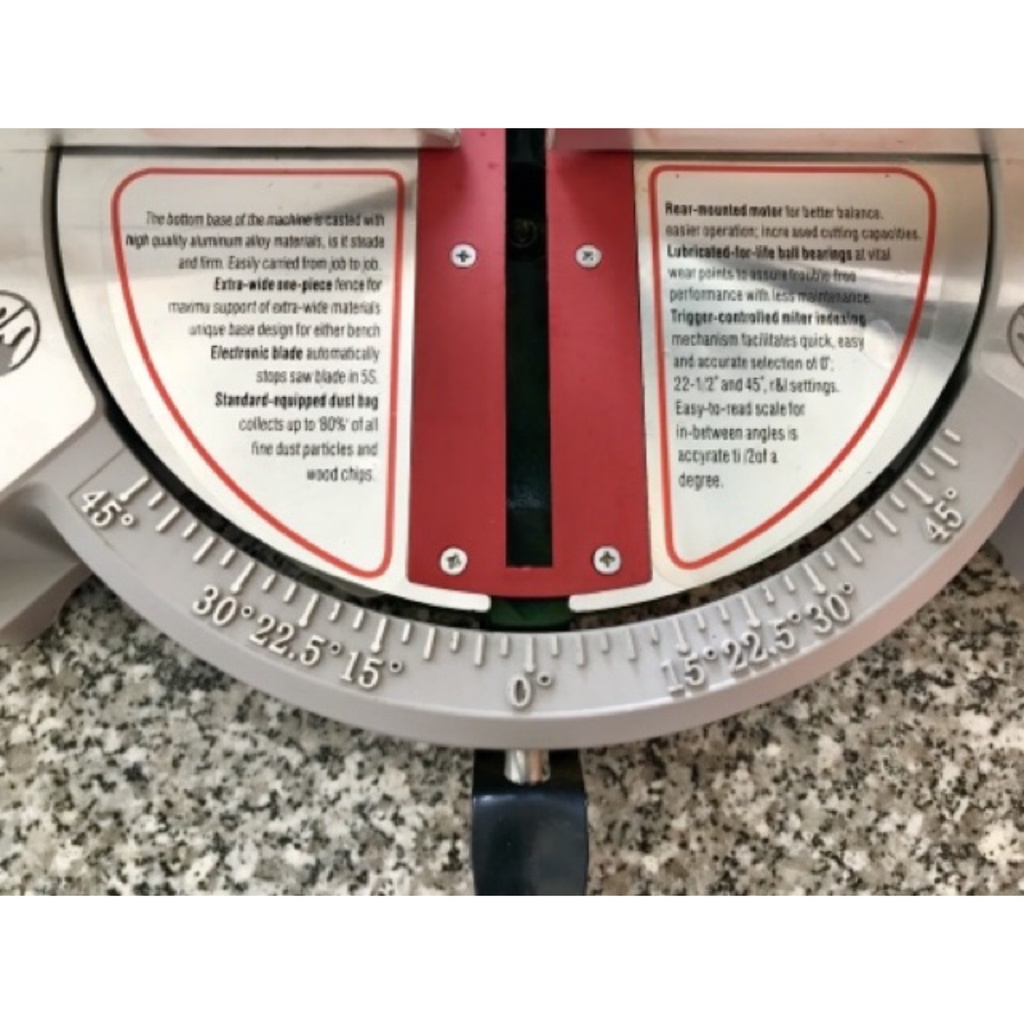 The bottom base of the machine is casted with
high quality aluminum alloy materials, is it steade
and firm. Easily carried from job to job.
Extra-wide one-piece fence for
maximu support of extra-wide materials
unique base design for either bench
Electronic blade automatically
stops saw blade in 5S.
Standard-equipped dust bag
collects up to '80%' of all
fine dust particles and
wood chips.
Rear-mounted motor for better balance.
easier operation; increased cutting capacities.
Lubricated-for-life ball bearings at vital
wear points to assure trouble-free
performance with less maintenance.
Trigger-controlled miter indexing
mechanism facilitates quick, easy
and accurate selection of 0°;
22-1/2° and 45°, r&l settings.
Easy-to-read scale for
in-between angles is
accyrate ti /2of a
degree.
45° 30° 22.5° 15° 0° 15° 22.5° 30° 45°